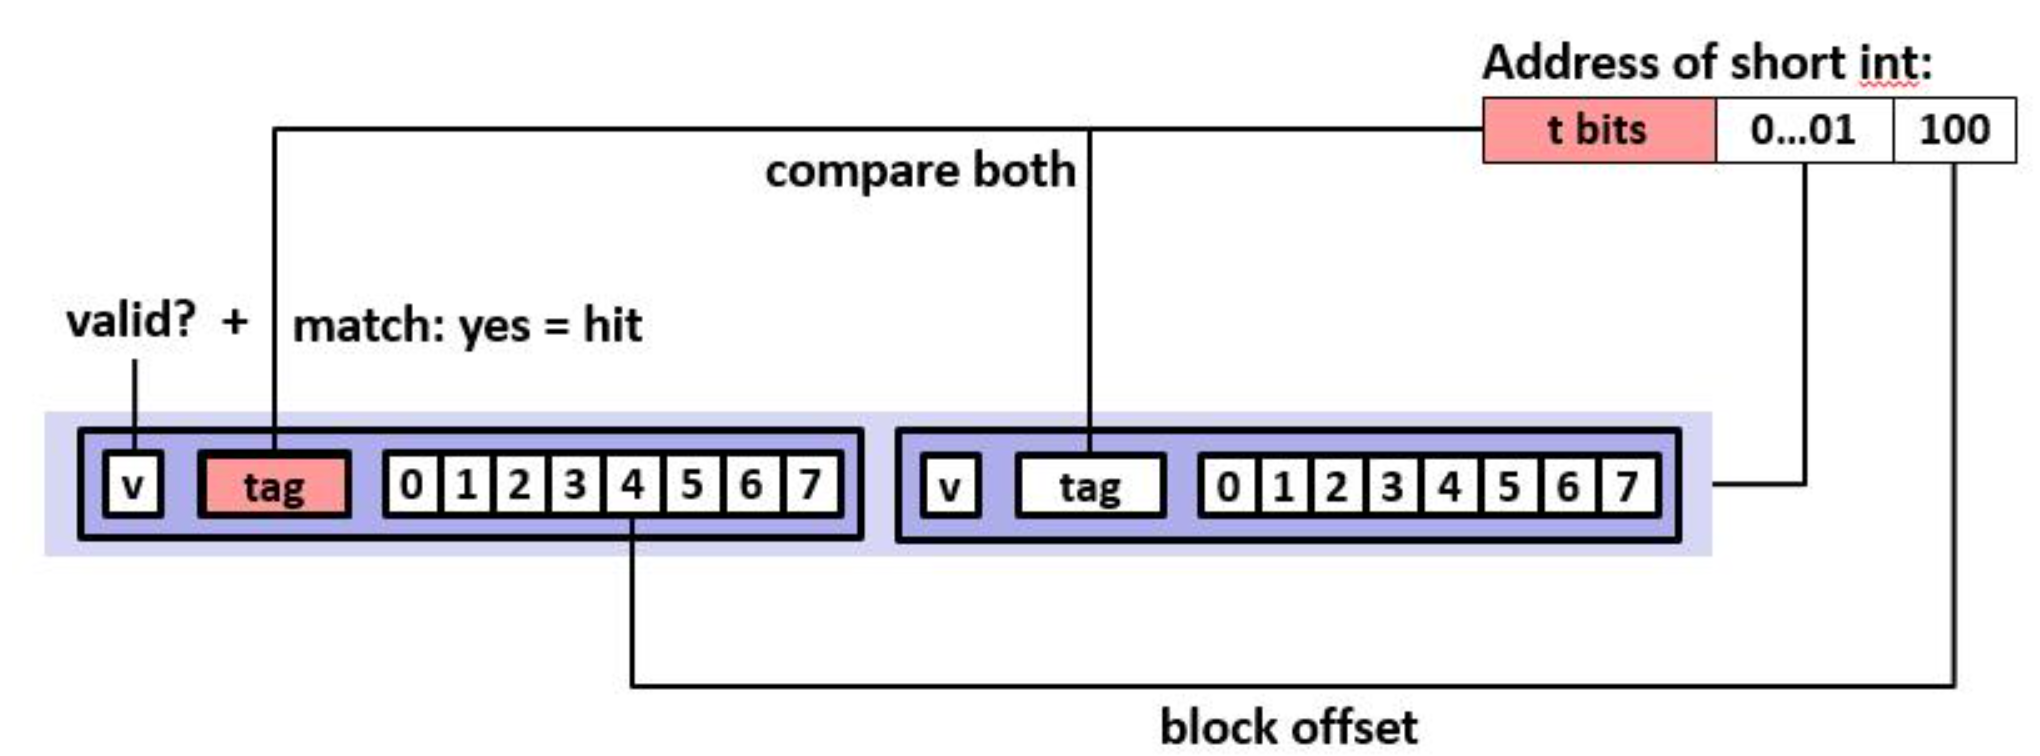 Address of short int:
t bits 0...01 100
compare both
valid? + match: yes = hit
v tag 0 1 2 3 4 5 6 7 v tag 0 1 2 3 4 5 6 7
block offset